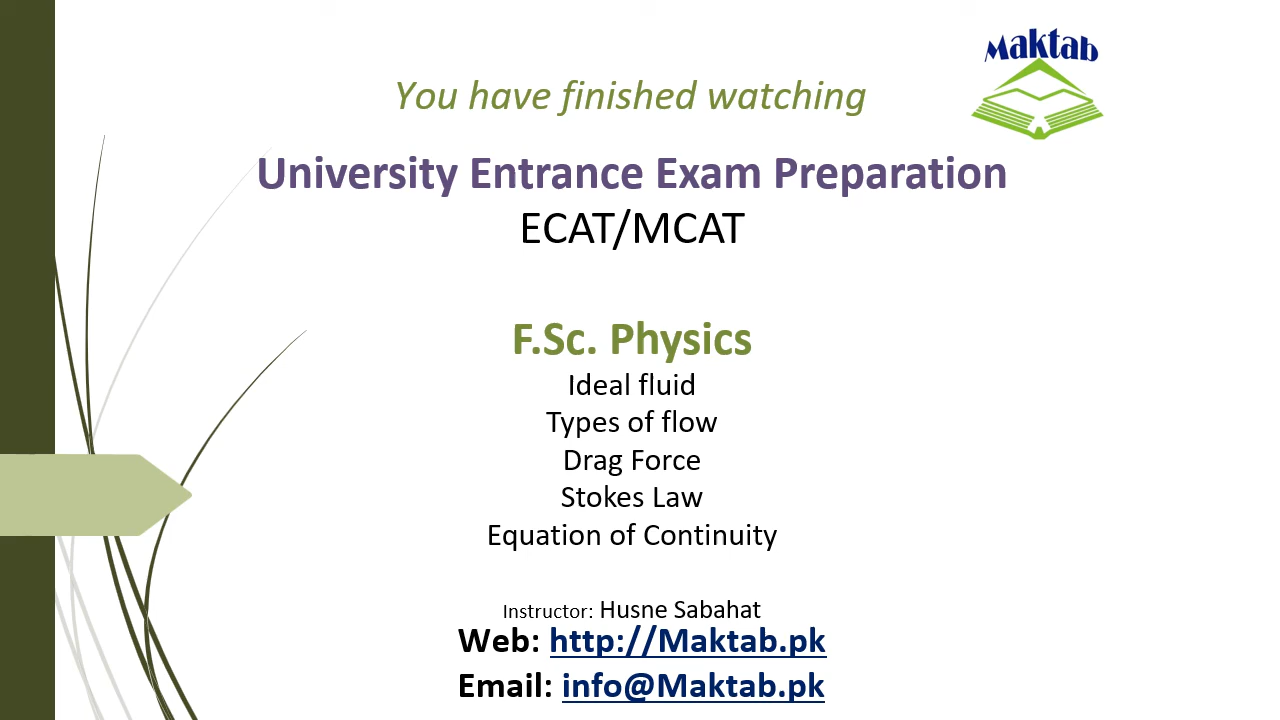 Maktab
You have finished watching
University Entrance Exam Preparation
ECAT/MCAT
F.Sc. Physics
Ideal fluid
Types of flow
Drag Force
Stokes Law
Equation of Continuity
Instructor: Husne Sabahat
Web: http://Maktab.pk
Email: info@Maktab.pk